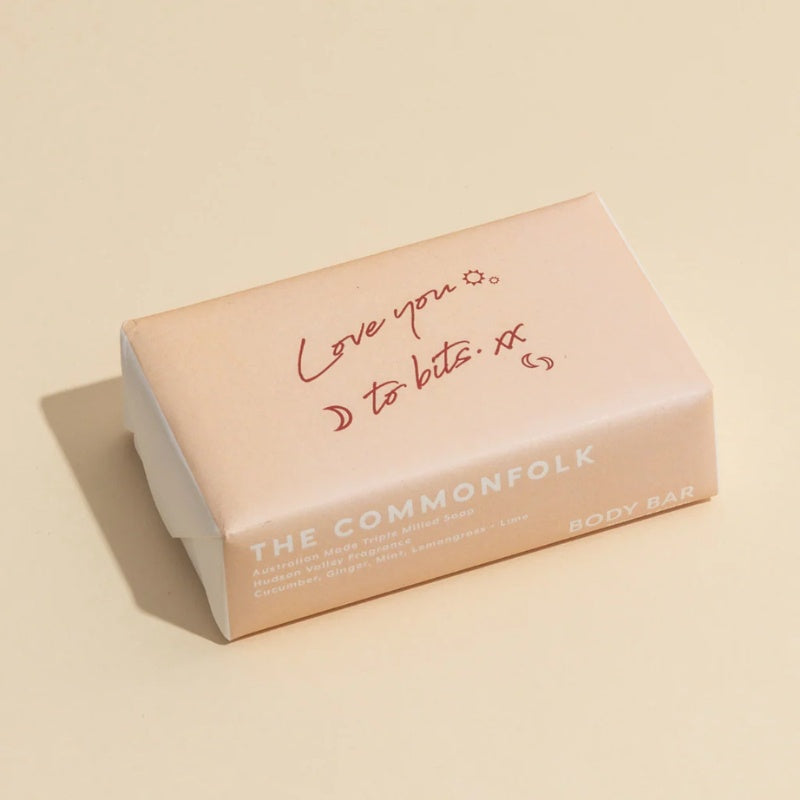 Love you
to bits. xx
THE COMMONFOLK
Australian Made Triple Milled Soap
Hudson Valley Fragrance
Cucumber, Ginger, Mint, Lemongrass + Lime
BODY BAR